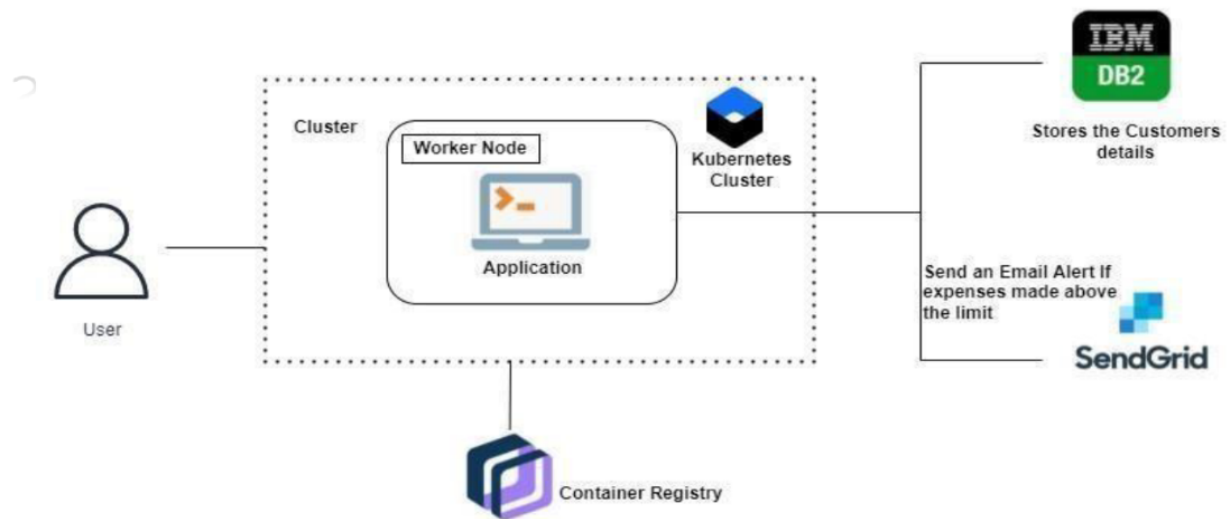 IBM
DB2
Stores the Customers
details
Cluster
Worker Node
Kubernetes
Cluster
Application
User
Send an Email Alert If
expenses made above
the limit
SendGrid
Container Registry